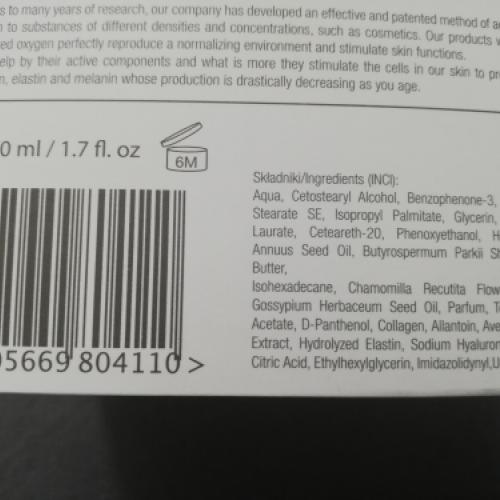 to many years of research, our company has developed an effective and patented method of
to substances of different densities and concentrations, such as cosmetics. Our products
oxygen perfectly reproduce a normalizing environment and stimulate skin functions.
by their active components and what is more they stimulate the cells in our skin to
elastin and melanin whose production is drastically decreasing as you age.
0 ml / 1.7 fl. oz
6M
Składniki/Ingredients (INCI):
Aqua, Cetostearyl Alcohol, Benzophenone-3,
Stearate SE, Isopropyl Palmitate, Glycerin,
Laurate, Ceteareth-20, Phenoxyethanol,
Annuus Seed Oil, Butyrospermum Parkii
Butter,
Isohexadecane, Chamomilla Recutita
Gossypium Herbaceum Seed Oil, Parfum,
Acetate, D-Panthenol, Collagen, Allantoin,
Extract, Hydrolyzed Elastin, Sodium
Citric Acid, Ethylhexylglycerin, Imidazolidynyl,
5669 804110 >